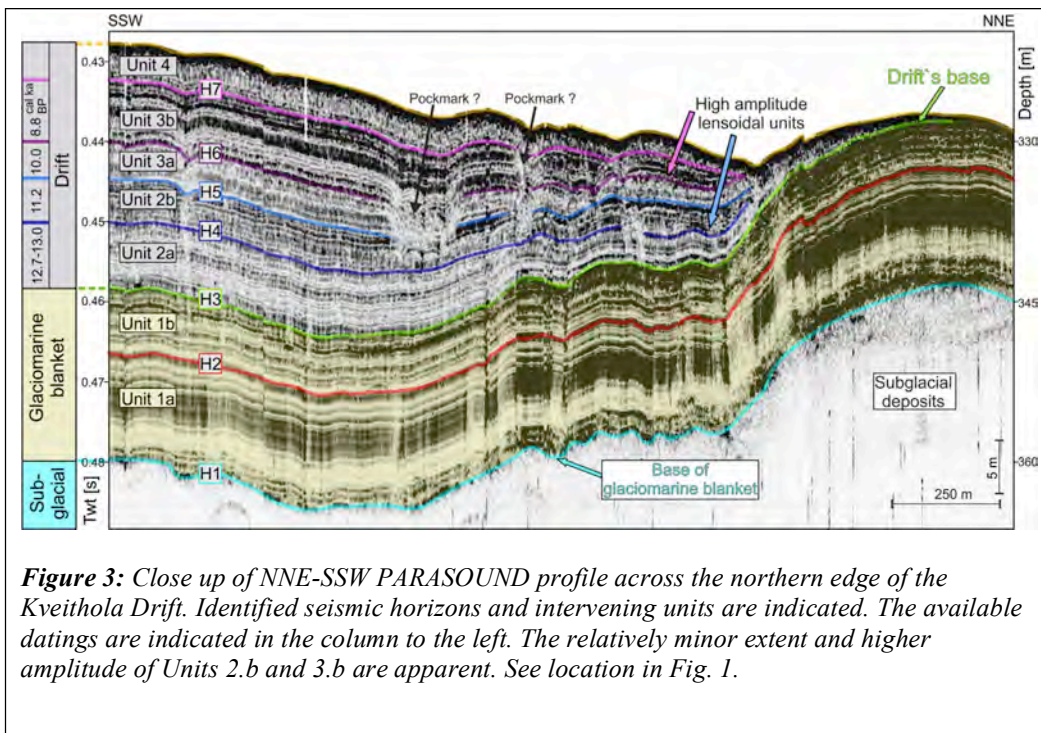 SSW
NNE
0.43
0.44
0.45
0.46
0.47
0.48
Twt [s]
Depth [m]
330
345
360
8.8 cal ka BP
10.0
11.2
12.7-13.0
Drift
Glaciomarine blanket
Sub-glacial
Unit 4
H7
Unit 3b
H6
Unit 3a
H5
Unit 2b
H4
Unit 2a
H3
Unit 1b
H2
Unit 1a
H1
Pockmark ?
Pockmark ?
High amplitude
lensoidal units
Drift`s base
Subglacial
deposits
Base of
glaciomarine blanket
5 m
250 m
Figure 3: Close up of NNE-SSW PARASOUND profile across the northern edge of the
Kveithola Drift. Identified seismic horizons and intervening units are indicated. The available
datings are indicated in the column to the left. The relatively minor extent and higher
amplitude of Units 2.b and 3.b are apparent. See location in Fig. 1.